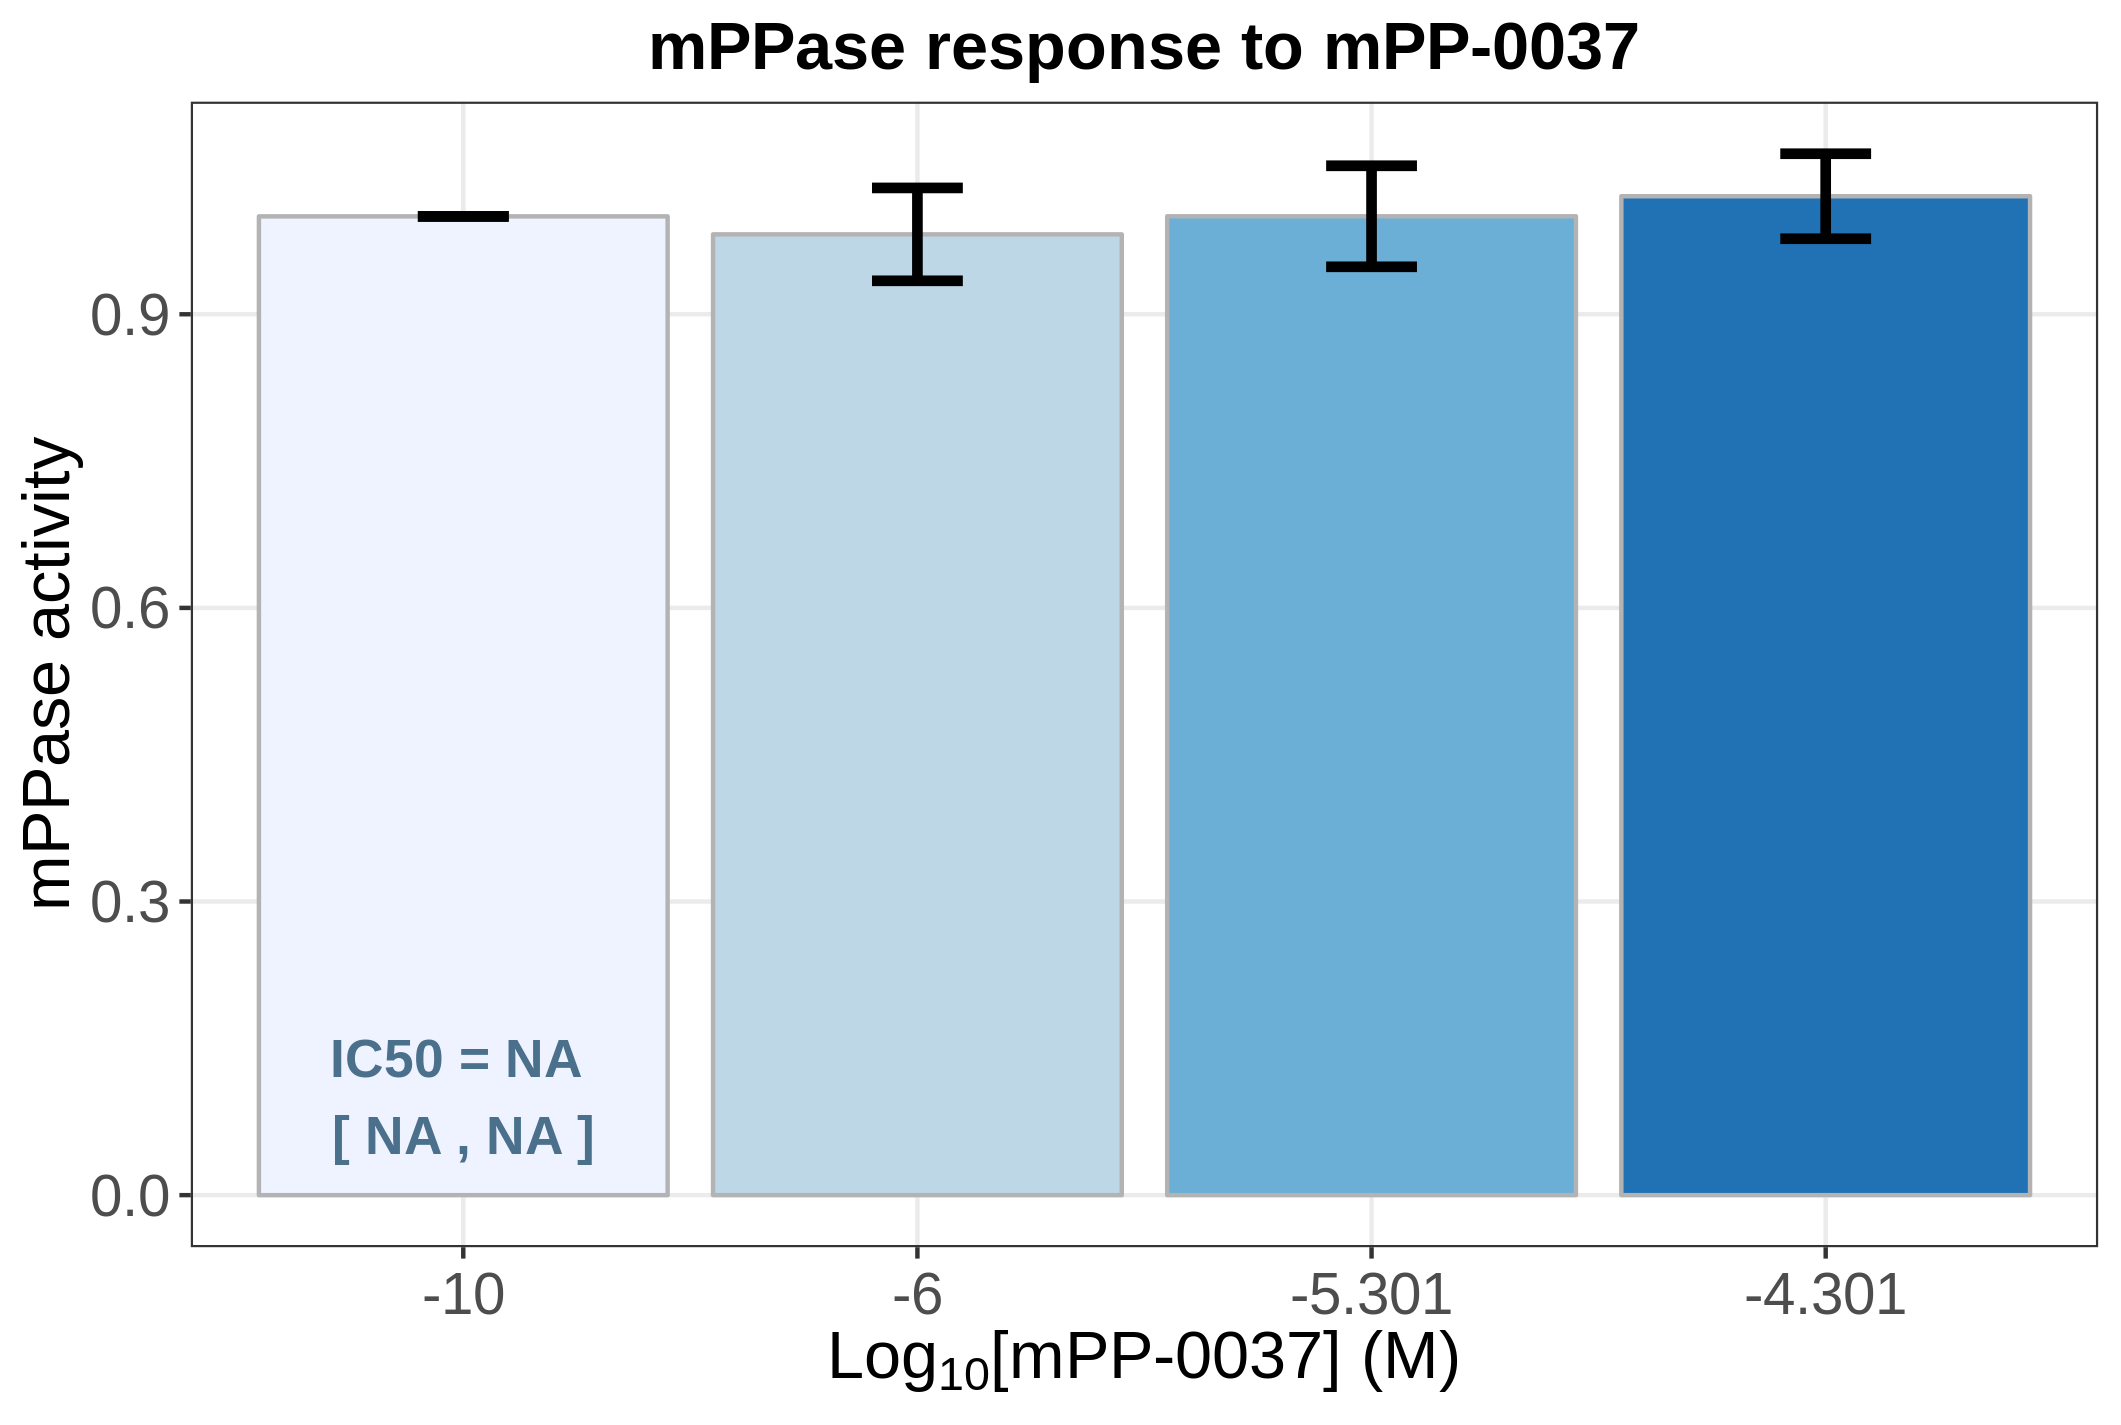 mPPase response to mPP-0037
mPPase activity
0.9
0.6
0.3
0.0
IC50 = NA
[ NA , NA ]
-10
-6
-5.301
-4.301
Log₁₀[mPP-0037] (M)